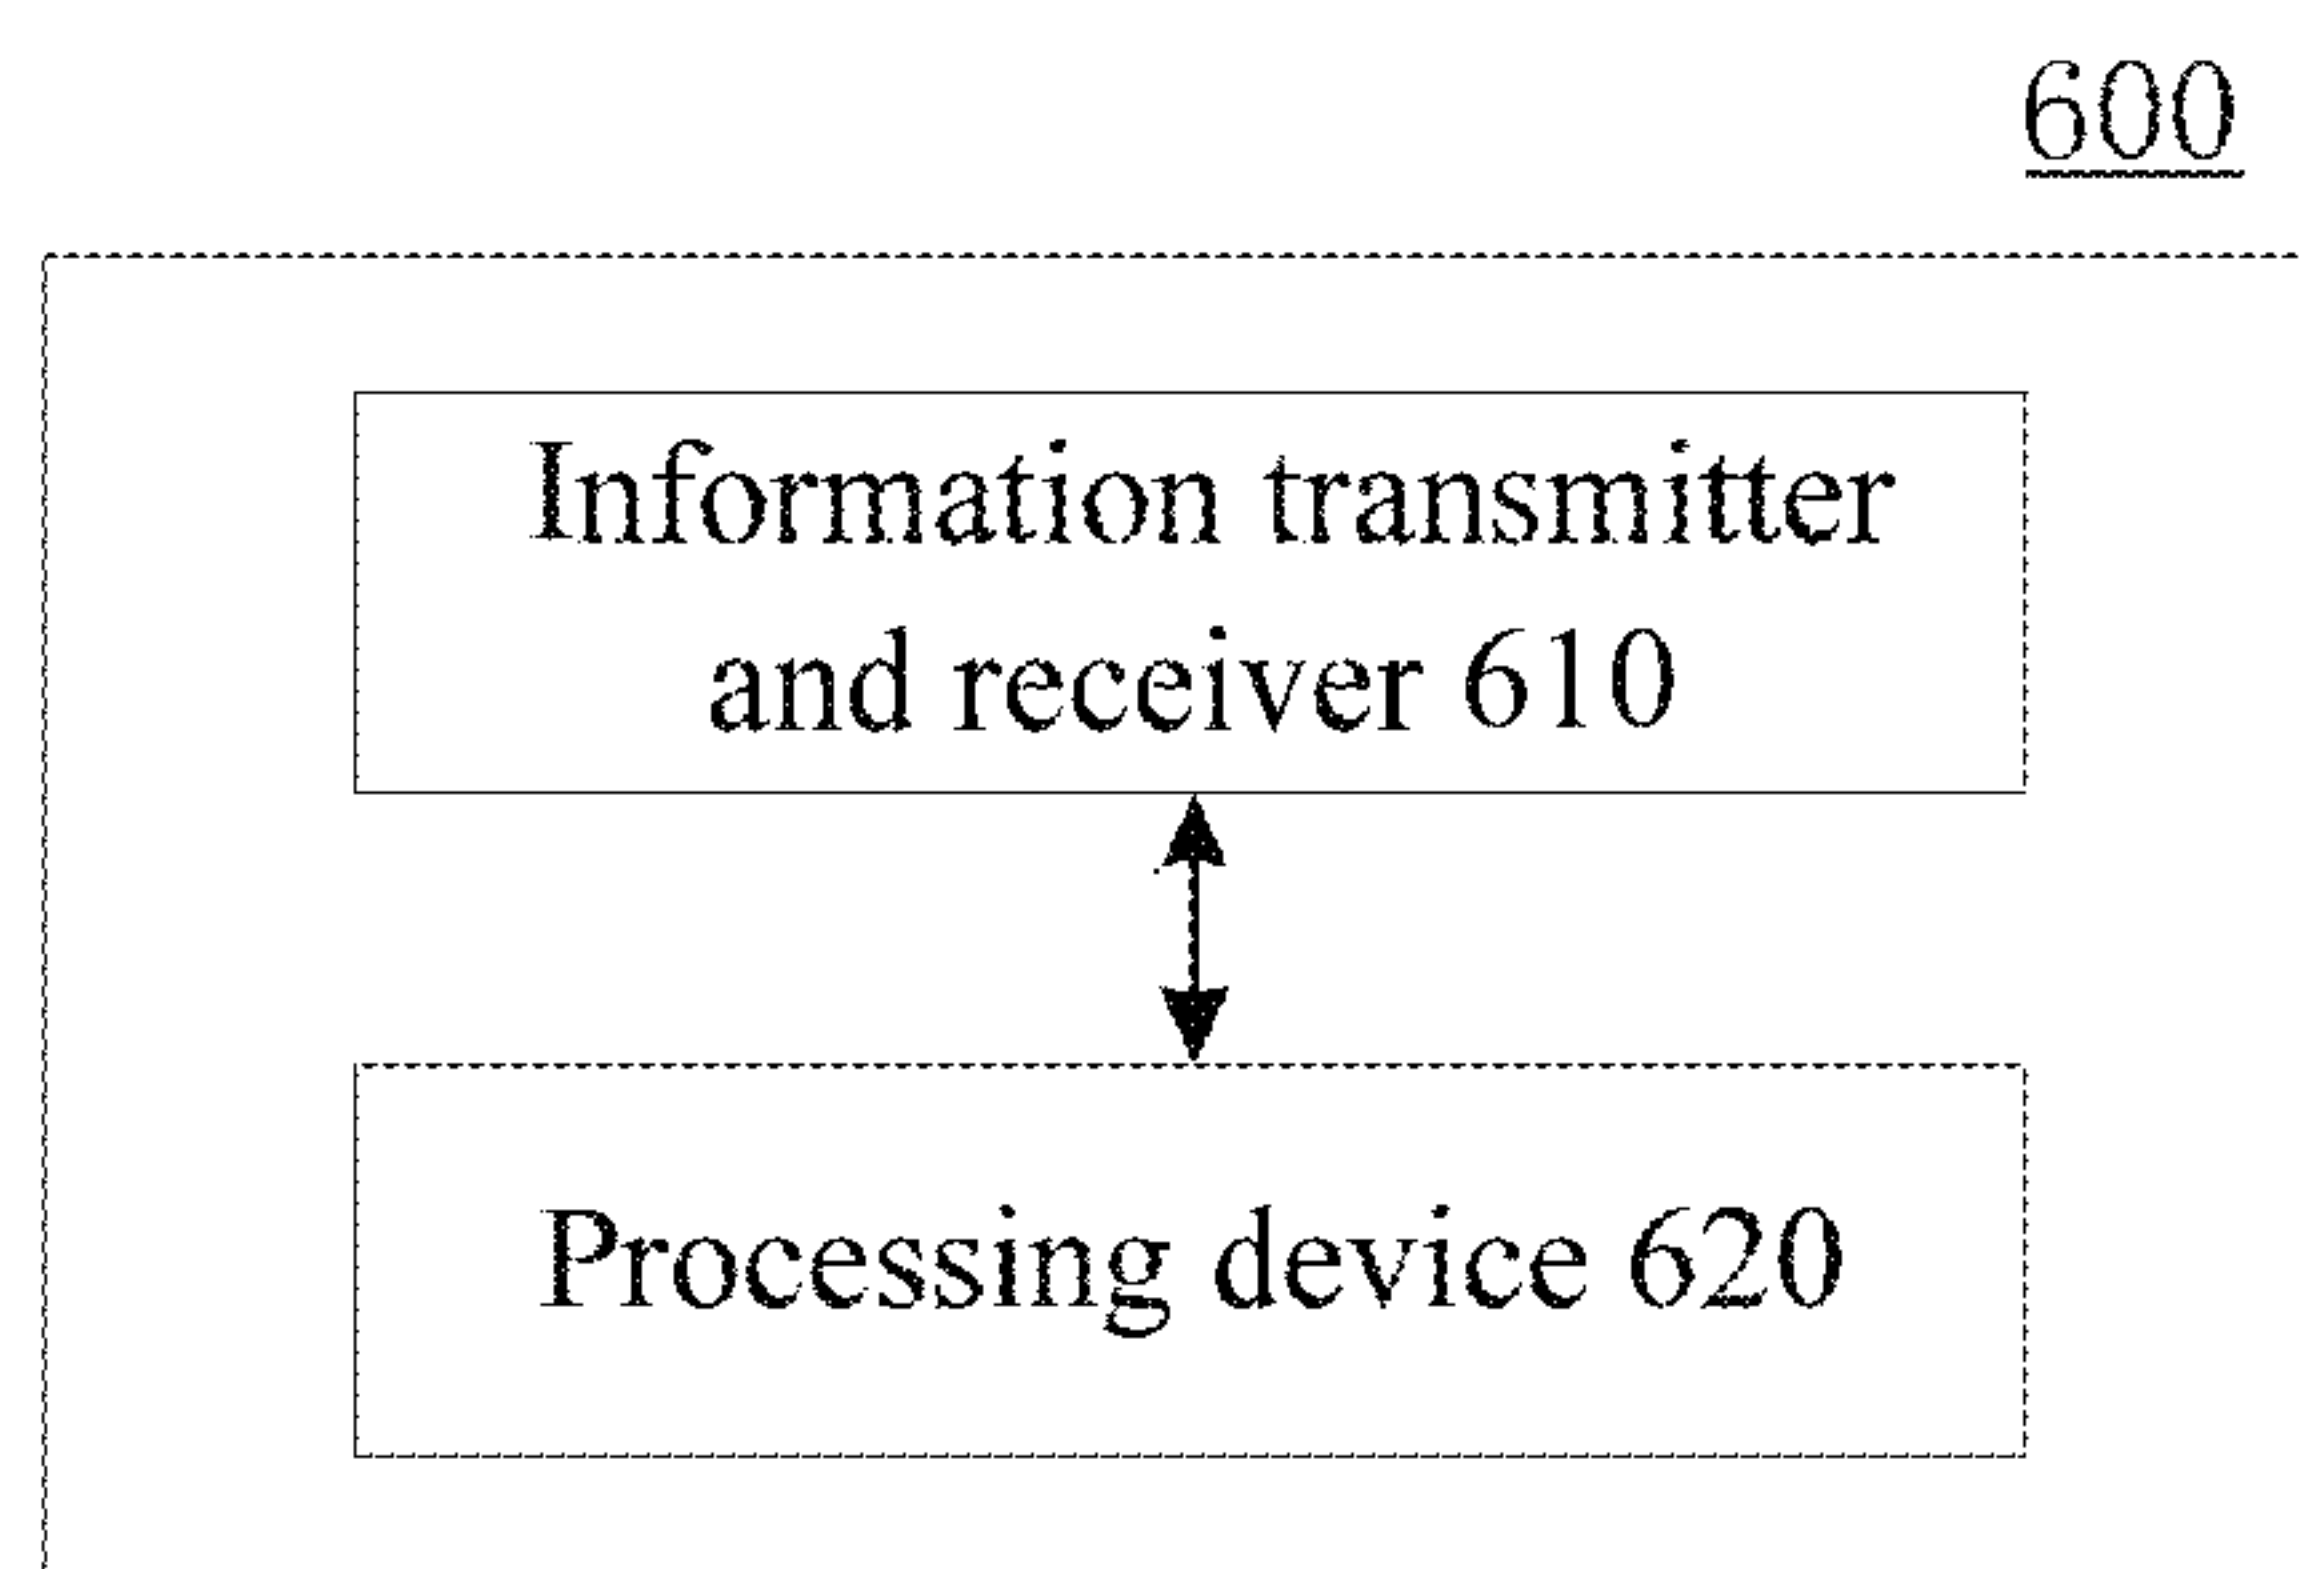 600
Information transmitter
and receiver 610
Processing device 620